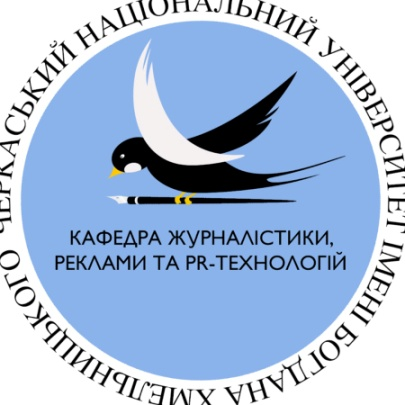 ЧЕРКАСЬКИЙ НАЦІОНАЛЬНИЙ УНІВЕРСИТЕТ ІМЕНІ БОГДАНА ХМЕЛЬНИЦЬКОГО
КАФЕДРА ЖУРНАЛІСТИКИ,
РЕКЛАМИ ТА PR-ТЕХНОЛОГІЙ